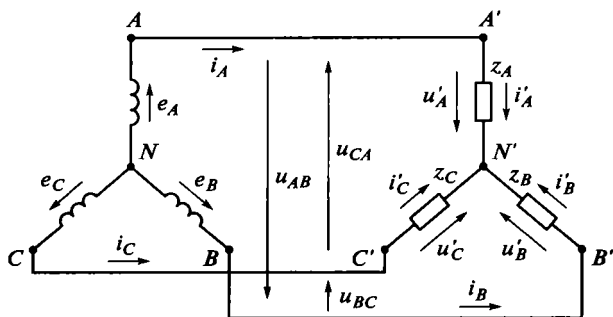 A A'
i_A z_A
u'_A i'_A
e_A
N u_CA N'
e_C e_B u_AB i'_C z_C z_B i'_B
C i_C B C' u'_C u'_B B'
u_BC i_B